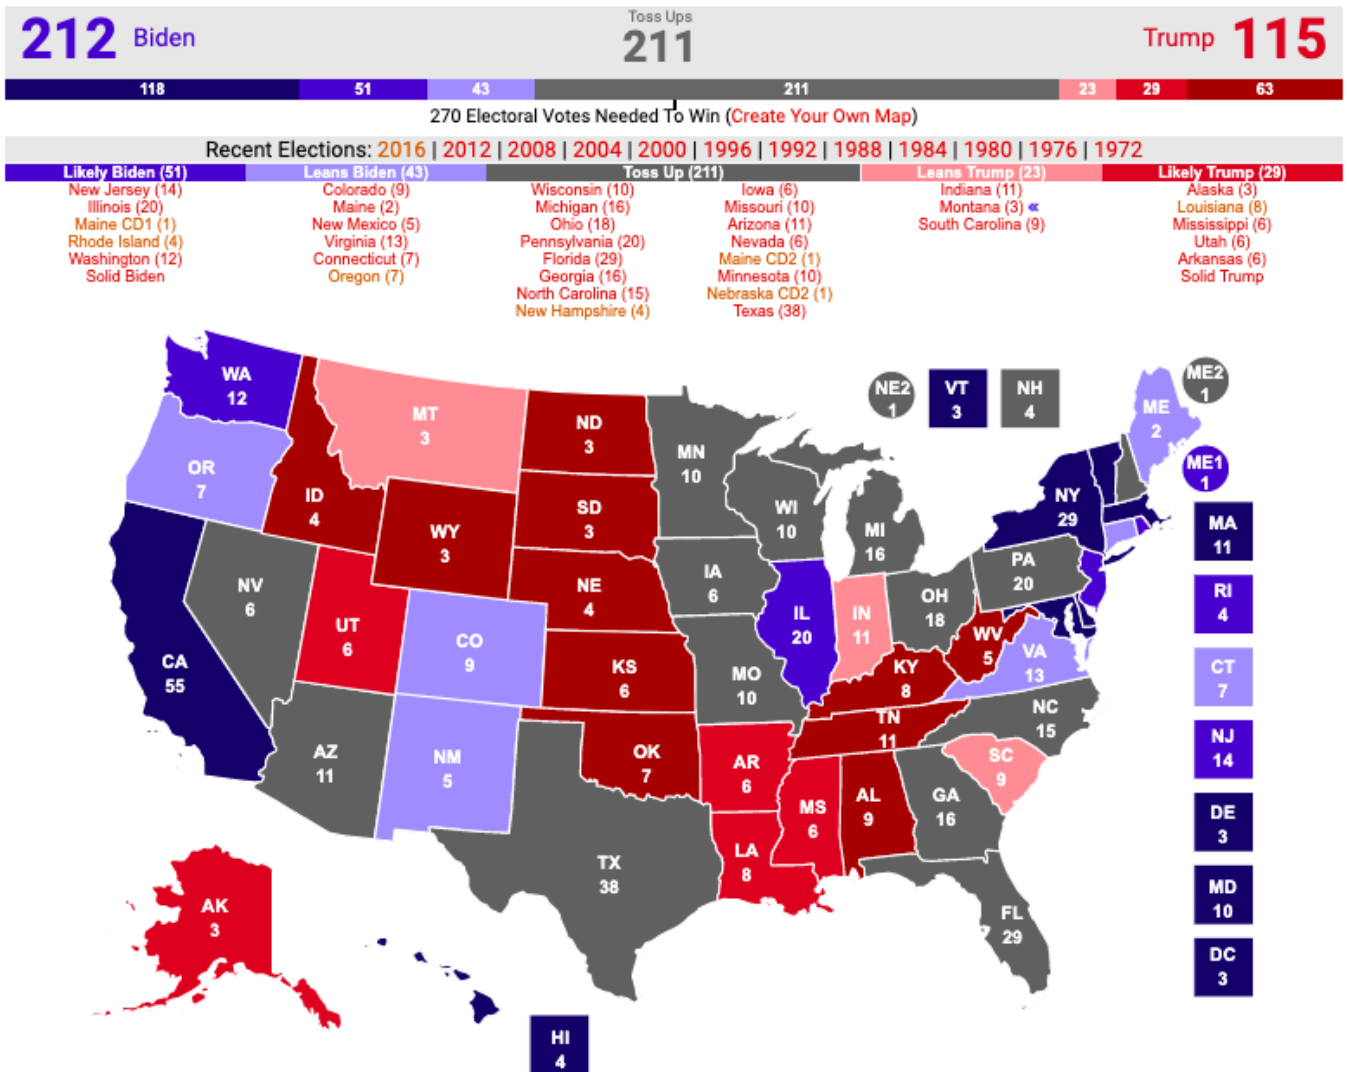 212 Biden
Toss Ups
211
Trump 115
118 51 43 211 23 29 63
270 Electoral Votes Needed To Win (Create Your Own Map)
Recent Elections: 2016 | 2012 | 2008 | 2004 | 2000 | 1996 | 1992 | 1988 | 1984 | 1980 | 1976 | 1972
Likely Biden (51)
New Jersey (14)
Illinois (20)
Maine CD1 (1)
Rhode Island (4)
Washington (12)
Solid Biden
Leans Biden (43)
Colorado (9)
Maine (2)
New Mexico (5)
Virginia (13)
Connecticut (7)
Oregon (7)
Toss Up (211)
Wisconsin (10)
Michigan (16)
Ohio (18)
Pennsylvania (20)
Florida (29)
Georgia (16)
North Carolina (15)
New Hampshire (4)
Iowa (6)
Missouri (10)
Arizona (11)
Nevada (6)
Maine CD2 (1)
Minnesota (10)
Nebraska CD2 (1)
Texas (38)
Leans Trump (23)
Indiana (11)
Montana (3) «
South Carolina (9)
Likely Trump (29)
Alaska (3)
Louisiana (8)
Mississippi (6)
Utah (6)
Arkansas (6)
Solid Trump
WA
12
OR
7
CA
55
NV
6
ID
4
MT
3
WY
3
UT
6
AZ
11
CO
9
NM
5
ND
3
SD
3
NE
4
KS
6
OK
7
TX
38
MN
10
IA
6
MO
10
AR
6
LA
8
WI
10
IL
20
MS
6
MI
16
IN
11
KY
8
TN
11
AL
9
OH
18
WV
5
GA
16
FL
29
SC
9
NC
15
VA
13
PA
20
NY
29
ME
2
NE2
1
VT
3
NH
4
ME2
1
ME1
1
MA
11
RI
4
CT
7
NJ
14
DE
3
MD
10
DC
3
AK
3
HI
4